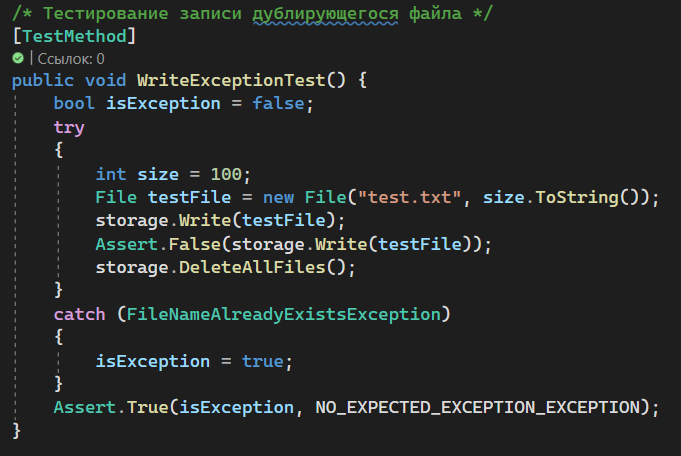 /* Тестирование записи дублирующегося файла */
[TestMethod]
| Ссылок: 0
public void WriteExceptionTest() {
bool isException = false;
try
{
int size = 100;
File testFile = new File("test.txt", size.ToString());
storage.Write(testFile);
Assert.False(storage.Write(testFile));
storage.DeleteAllFiles();
}
catch (FileNameAlreadyExistsException)
{
isException = true;
}
Assert.True(isException, NO_EXPECTED_EXCEPTION_EXCEPTION);
}